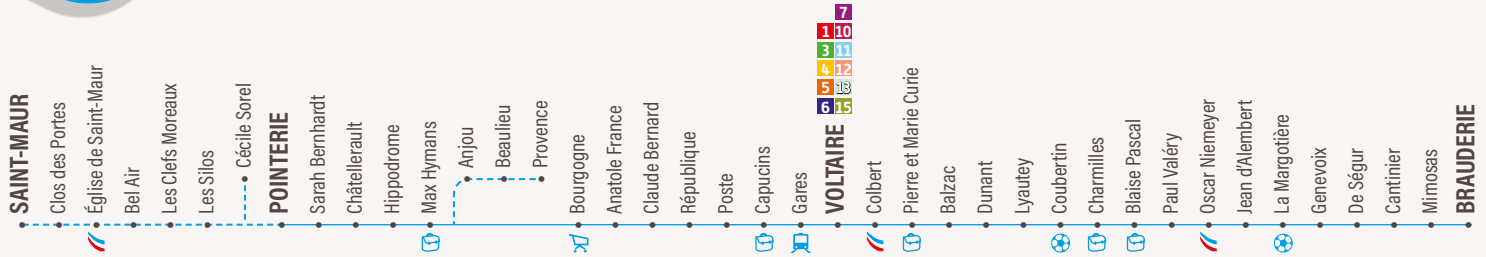 SAINT-MAUR
Clos des Portes
Église de Saint-Maur
Bel Air
Les Clefs Moreaux
Les Silos
Cécile Sorel
POINTERIE
Sarah Bernhardt
Châtellerault
Hippodrome
Max Hymans
Anjou
Beaulieu
Provence
Bourgogne
Anatole France
Claude Bernard
République
Poste
Capucins
Gares
7
1 10
3 11
4 12
5 13
6 15
VOLTAIRE
Colbert
Pierre et Marie Curie
Balzac
Dunant
Lyautey
Coubertin
Charmilles
Blaise Pascal
Paul Valéry
Oscar Niemeyer
Jean d'Alembert
La Margotière
Genevoix
De Ségur
Cantinier
Mimosas
BRAUDERIE